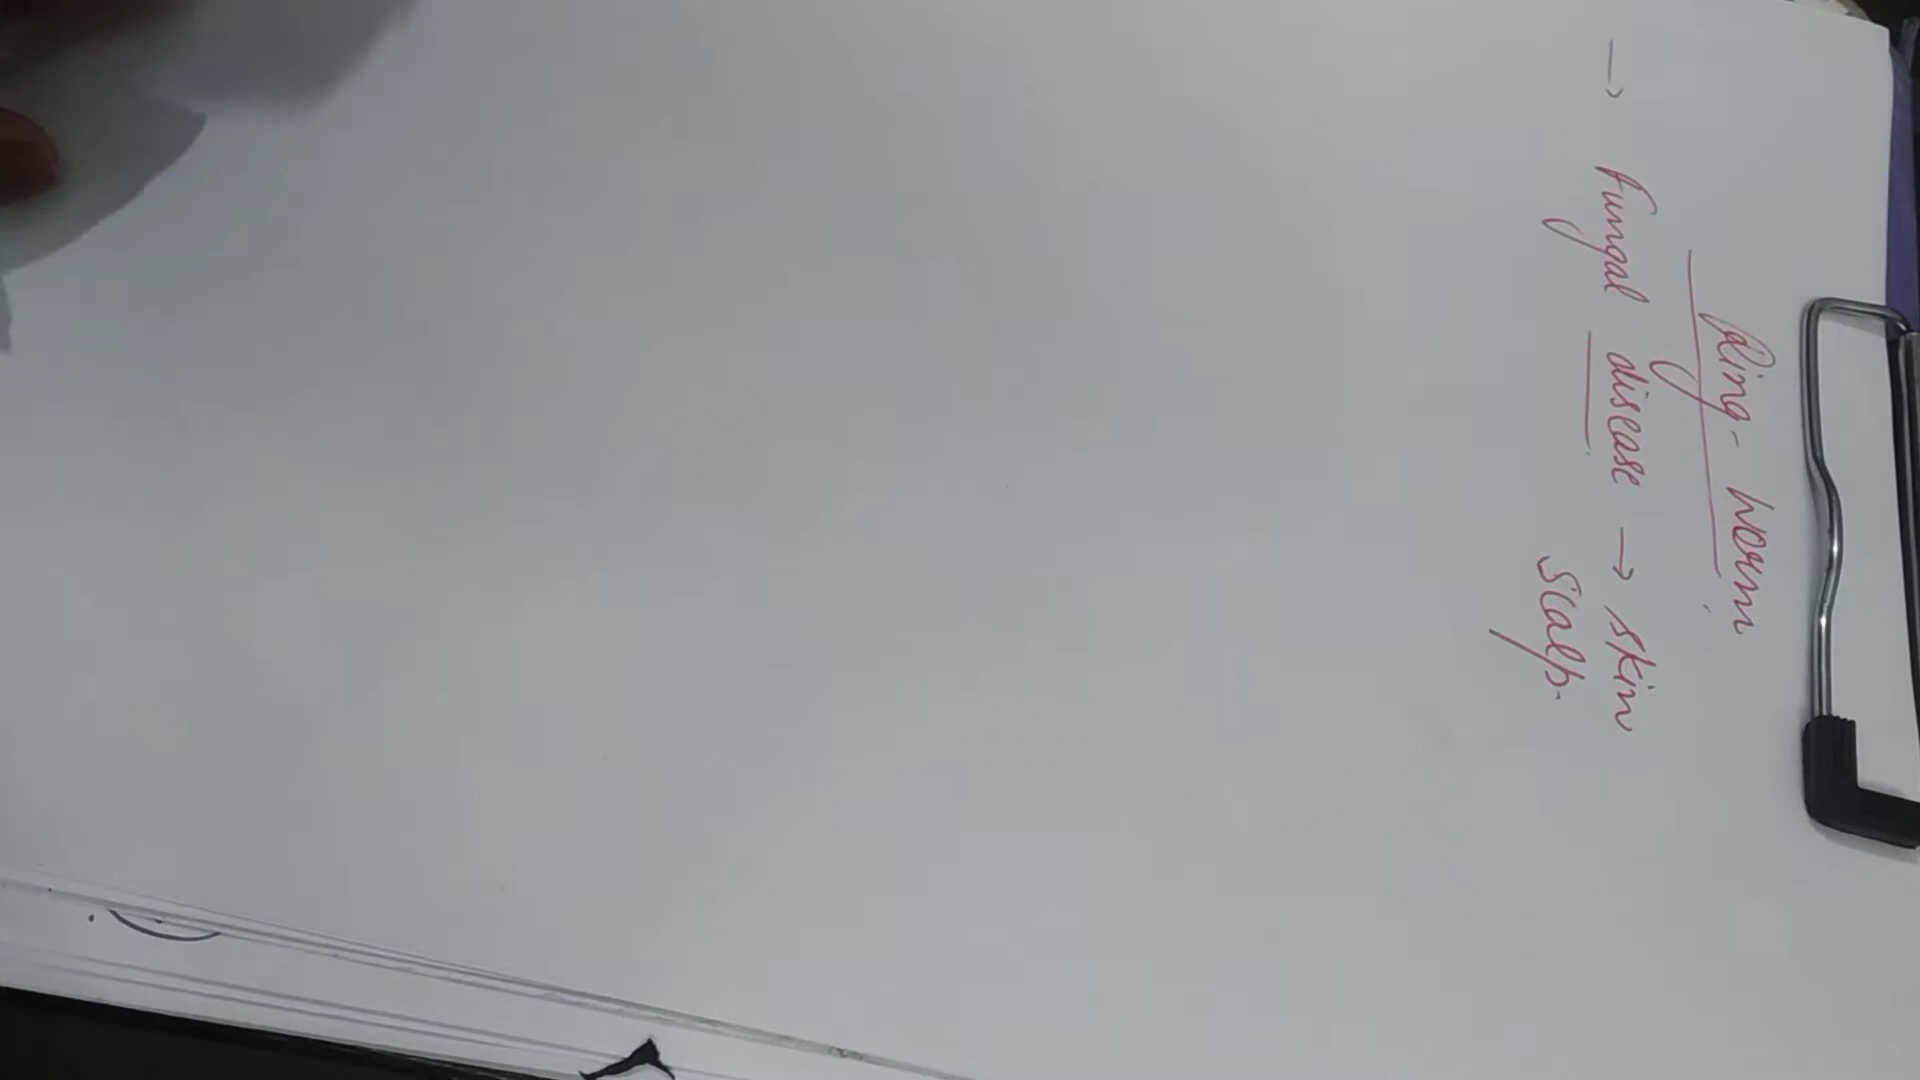 Ring-Worm
→ Fungal disease → skin
Scalp.